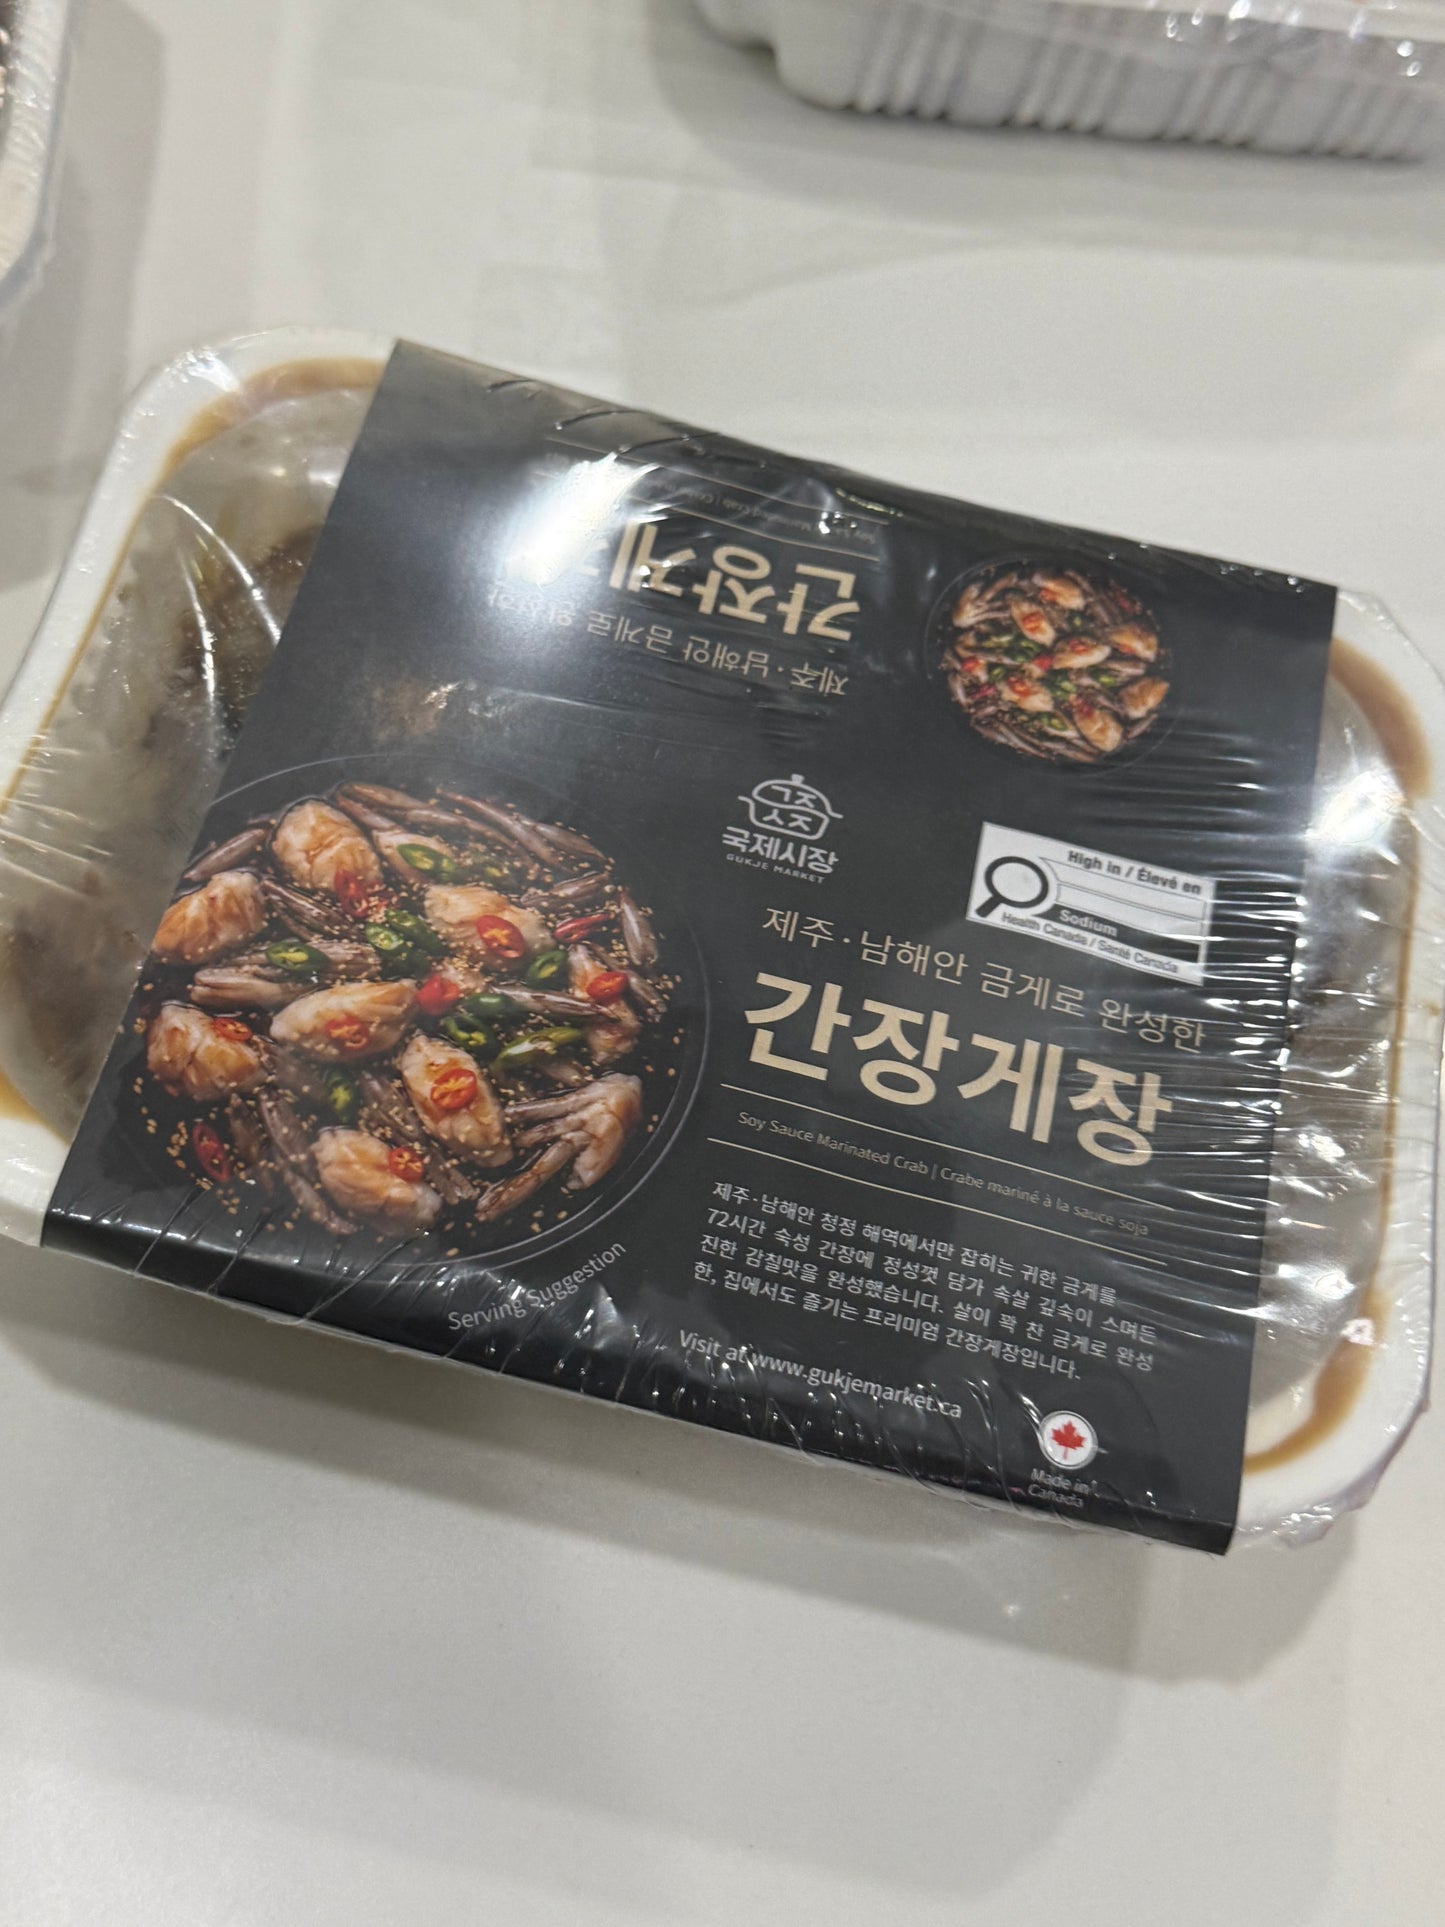 간장게
제주·남해안 금게로 완성한
국제시장
GUKJE MARKET
High in / Élevé en
Sodium
Health Canada / Santé Canada
제주·남해안 금게로 완성한
간장게장
Soy Sauce Marinated Crab | Crabe mariné à la sauce soja
제주·남해안 청정 해역에서만 잡히는 귀한 금게를
72시간 숙성 간장에 정성껏 담가 속살 깊숙이 스며든
진한 감칠맛을 완성했습니다. 살이 꽉 찬 금게로 완성
한, 집에서도 즐기는 프리미엄 간장게장입니다.
Serving Suggestion
Visit at www.gukjemarket.ca
Made in
Canada